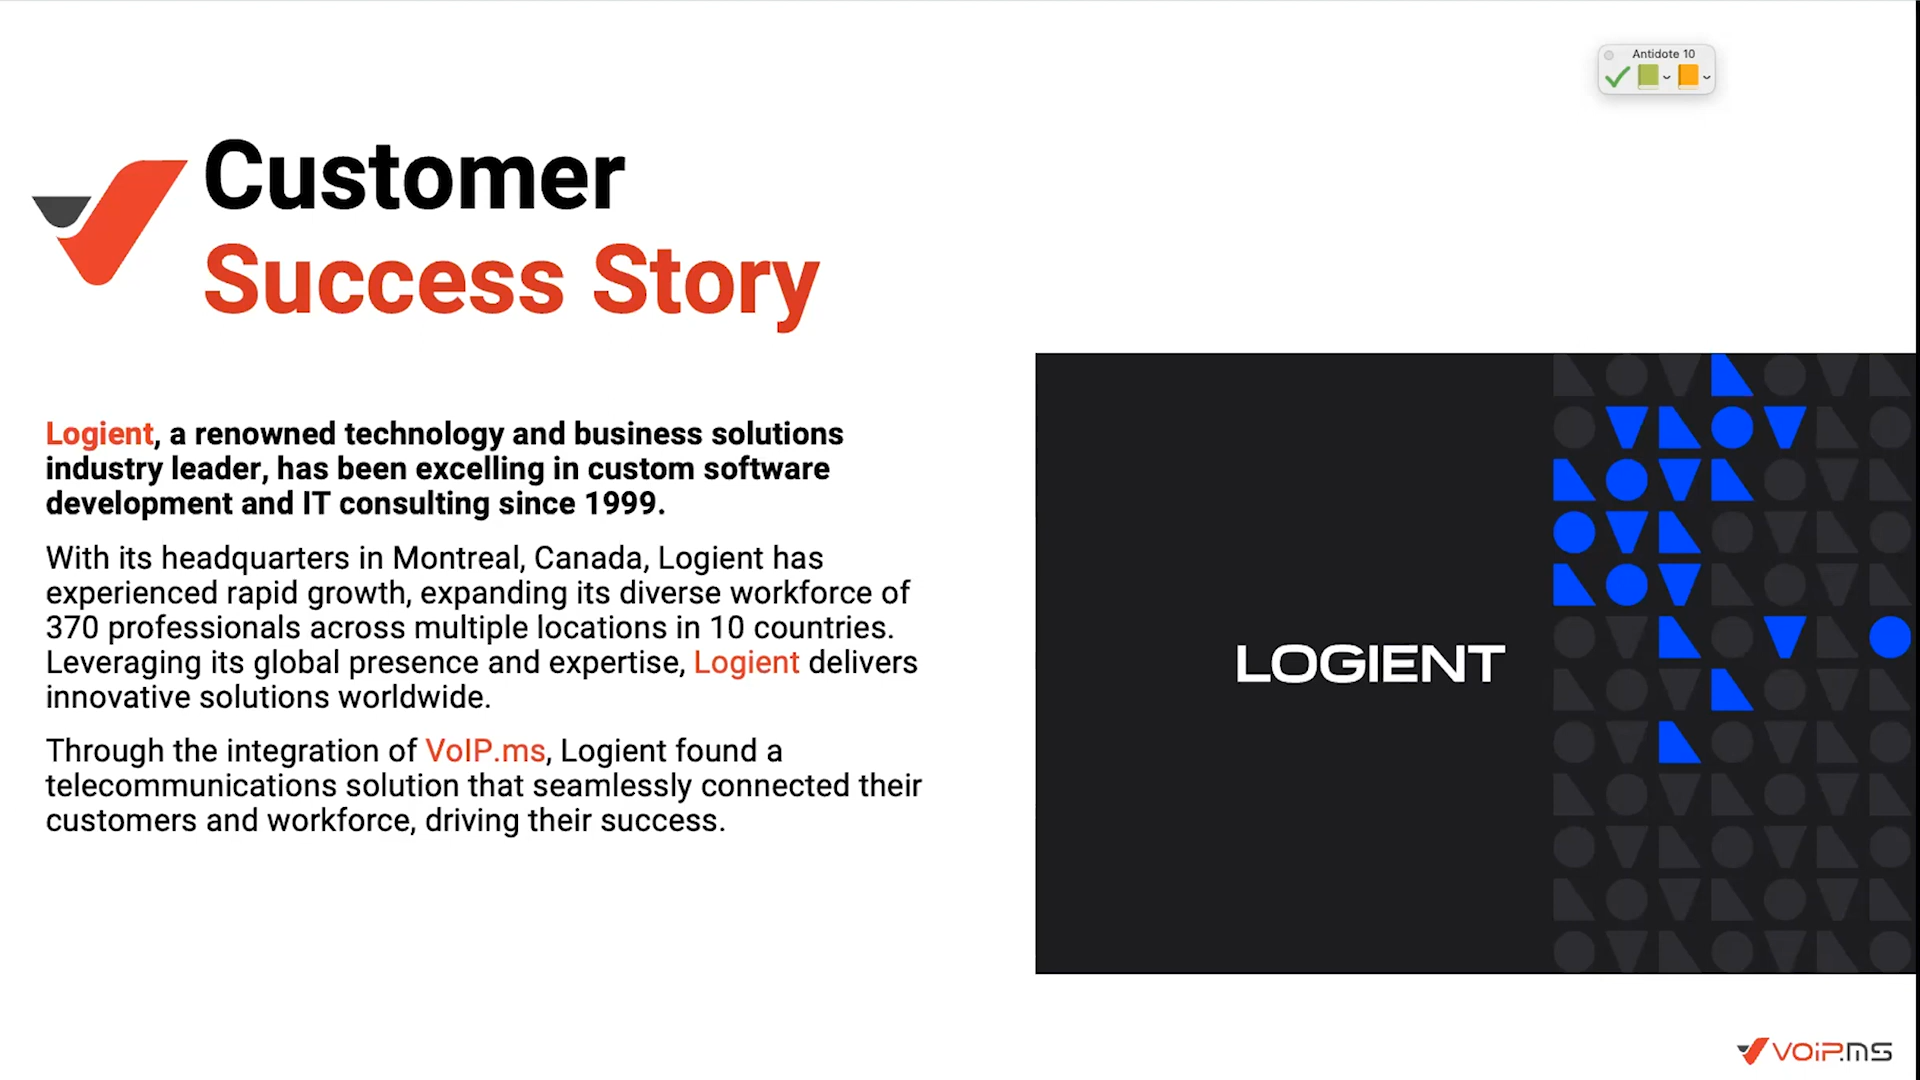 Antidote 10
Customer
Success Story
Logient, a renowned technology and business solutions
industry leader, has been excelling in custom software
development and IT consulting since 1999.
With its headquarters in Montreal, Canada, Logient has
experienced rapid growth, expanding its diverse workforce of
370 professionals across multiple locations in 10 countries.
Leveraging its global presence and expertise, Logient delivers
innovative solutions worldwide.
Through the integration of VoIP.ms, Logient found a
telecommunications solution that seamlessly connected their
customers and workforce, driving their success.
LOGIENT
VOiP.MS